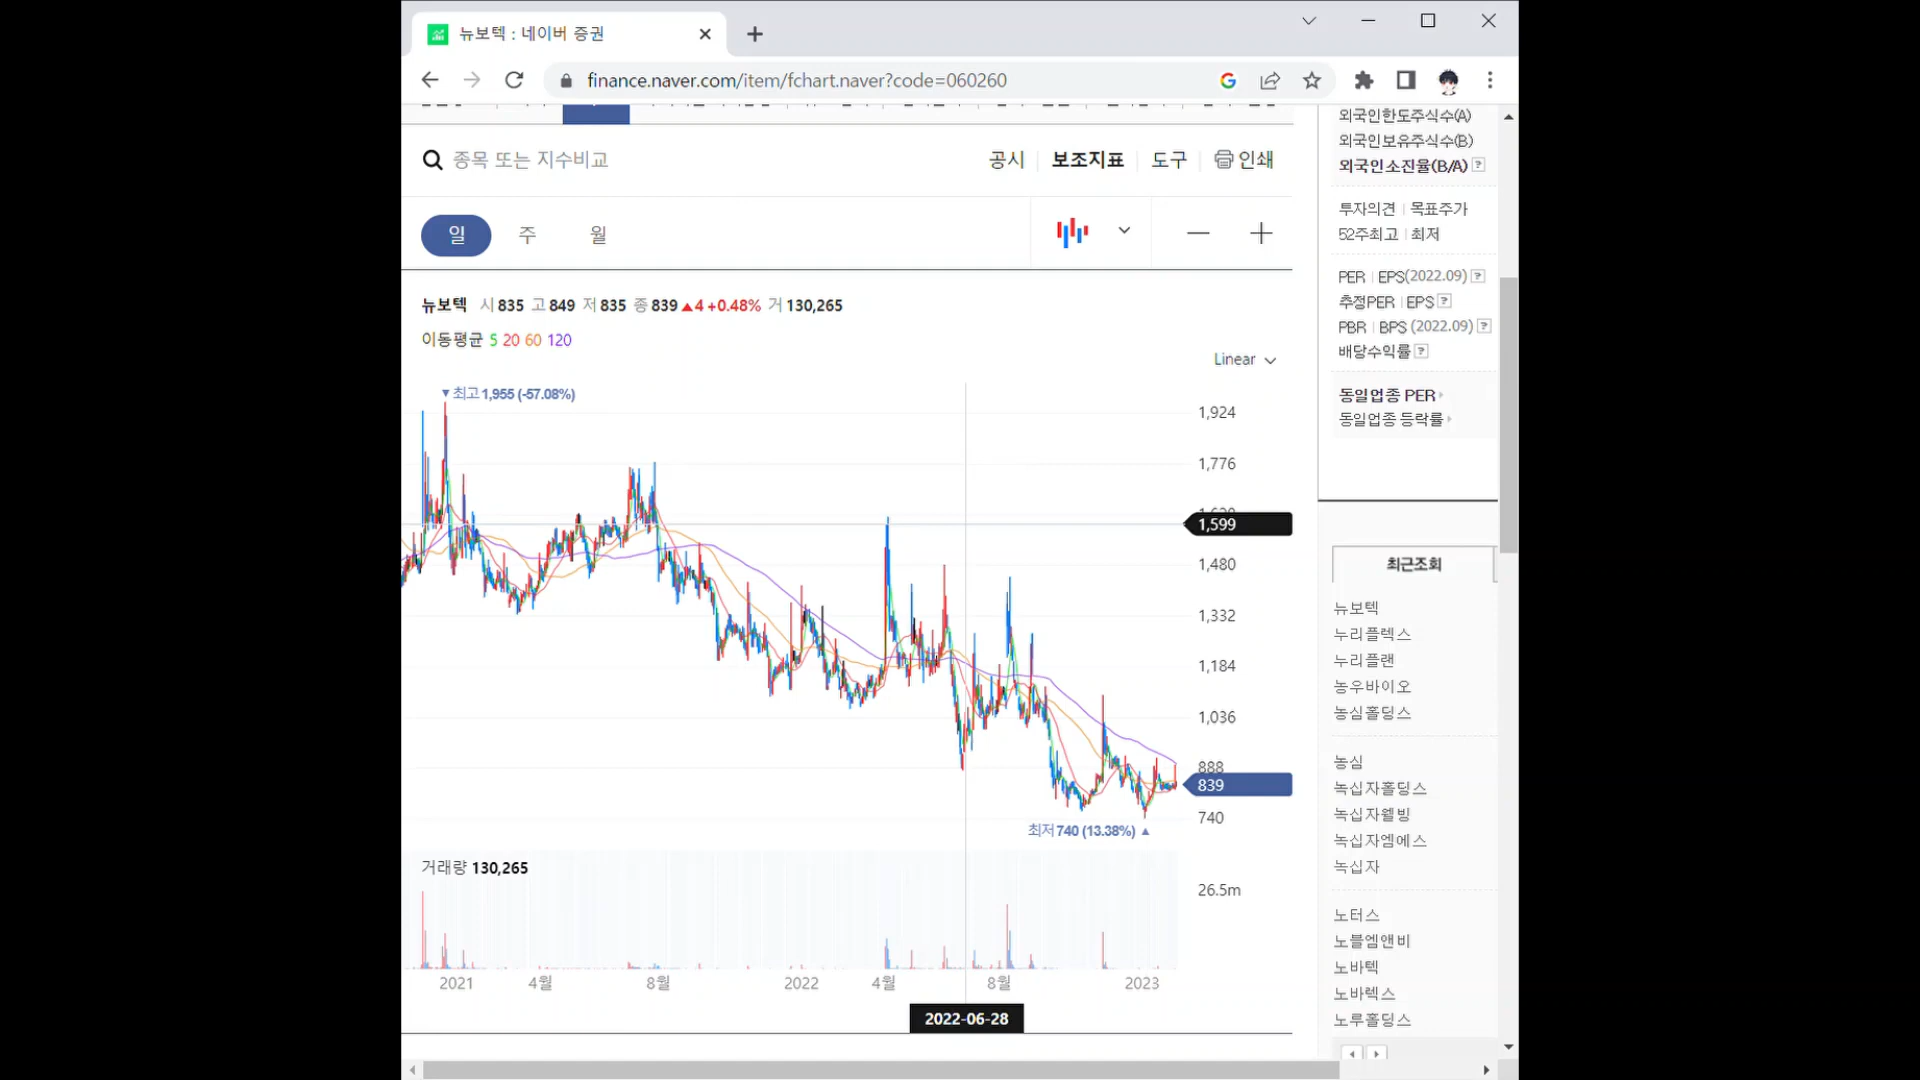 뉴보텍 : 네이버 증권
finance.naver.com/item/fchart.naver?code=060260
종목 또는 지수비교
공시 보조지표 도구 인쇄
일 주 월
뉴보텍 시 835 고 849 저 835 종 839 ▲4 +0.48% 거 130,265
이동평균 5 20 60 120
Linear
▼최고 1,955 (-57.08%)
1,924
1,776
1,599
1,480
1,332
1,184
1,036
888
839
740
최저 740 (13.38%) ▲
거래량 130,265
26.5m
2021 4월 8월 2022 4월 8월 2023
2022-06-28
외국인한도주식수(A)
외국인보유주식수(B)
외국인소진율(B/A) ?
투자의견 | 목표주가
52주최고 | 최저
PER | EPS(2022.09) ?
추정PER | EPS ?
PBR | BPS (2022.09) ?
배당수익률 ?
동일업종 PER
동일업종 등락률
최근조회
뉴보텍
누리플렉스
누리플랜
농우바이오
농심홀딩스
농심
녹십자홀딩스
녹십자웰빙
녹십자엠에스
녹십자
노터스
노블엠앤비
노바텍
노바렉스
노루홀딩스